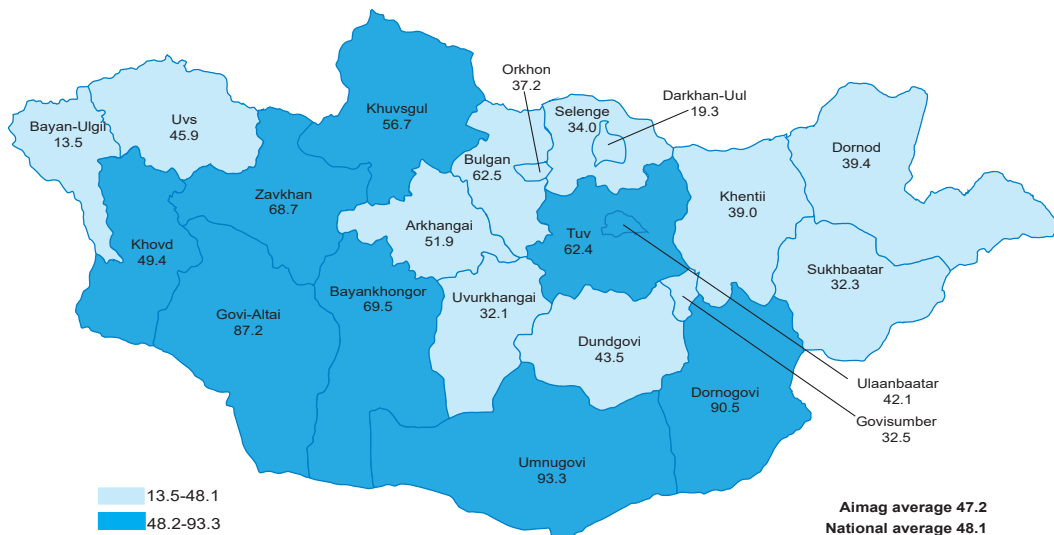 Orkhon
37.2
Darkhan-Uul
19.3
Khuvsgul
56.7
Selenge
34.0
Uvs
45.9
Bayan-Ulgii
13.5
Bulgan
62.5
Dornod
39.4
Zavkhan
68.7
Khentii
39.0
Arkhangai
51.9
Tuv
62.4
Khovd
49.4
Sukhbaatar
32.3
Bayankhongor
69.5
Uvurkhangai
32.1
Govi-Altai
87.2
Dundgovi
43.5
Ulaanbaatar
42.1
Dornogovi
90.5
Govisumber
32.5
Umnugovi
93.3
13.5-48.1
48.2-93.3
Aimag average 47.2
National average 48.1